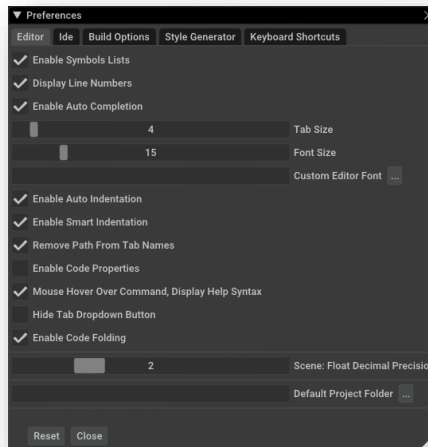 Preferences
Editor Ide Build Options Style Generator Keyboard Shortcuts
Enable Symbols Lists
Display Line Numbers
Enable Auto Completion
4 Tab Size
15 Font Size
Custom Editor Font ...
Enable Auto Indentation
Enable Smart Indentation
Remove Path From Tab Names
Enable Code Properties
Mouse Hover Over Command, Display Help Syntax
Hide Tab Dropdown Button
Enable Code Folding
2 Scene: Float Decimal Precisio
Default Project Folder ...
Reset Close